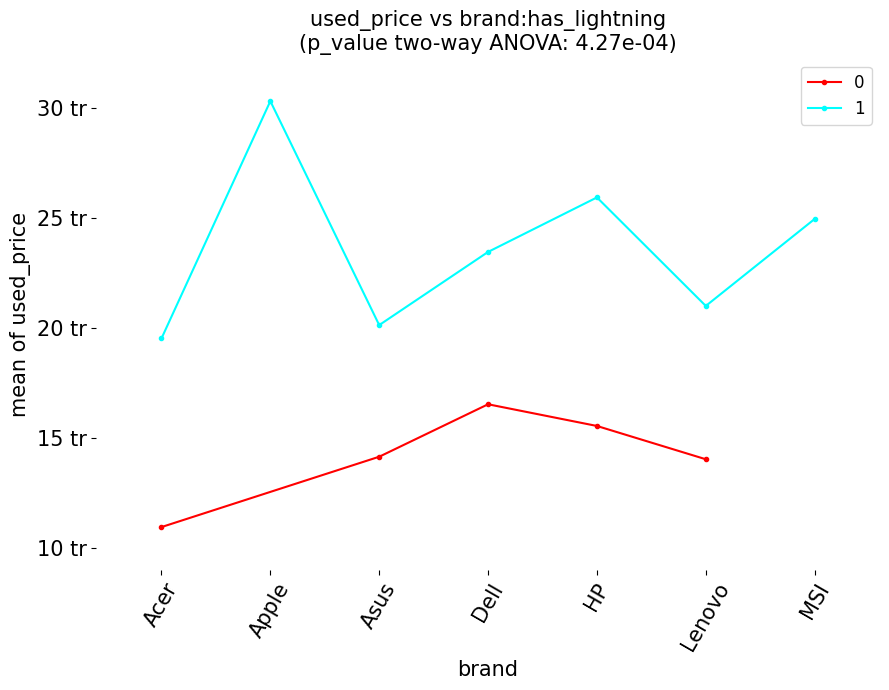 used_price vs brand:has_lightning
(p_value two-way ANOVA: 4.27e-04)
0
1
30 tr
25 tr
20 tr
15 tr
10 tr
mean of used_price
Acer
Apple
Asus
Dell
HP
Lenovo
MSI
brand